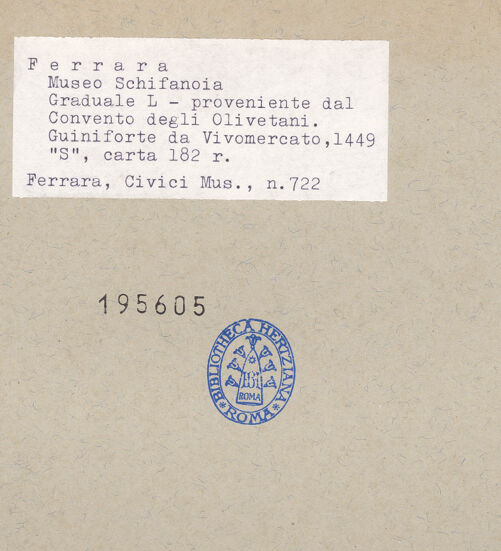 F e r r a r a
Museo Schifanoia
Graduale L - proveniente dal
Convento degli Olivetani.
Guiniforte da Vivomercato,1449
"S", carta 182 r.
Ferrara, Civici Mus., n.722
195605
BIBLIOTHECA HERTZIANA
ROMA
* ROMA *